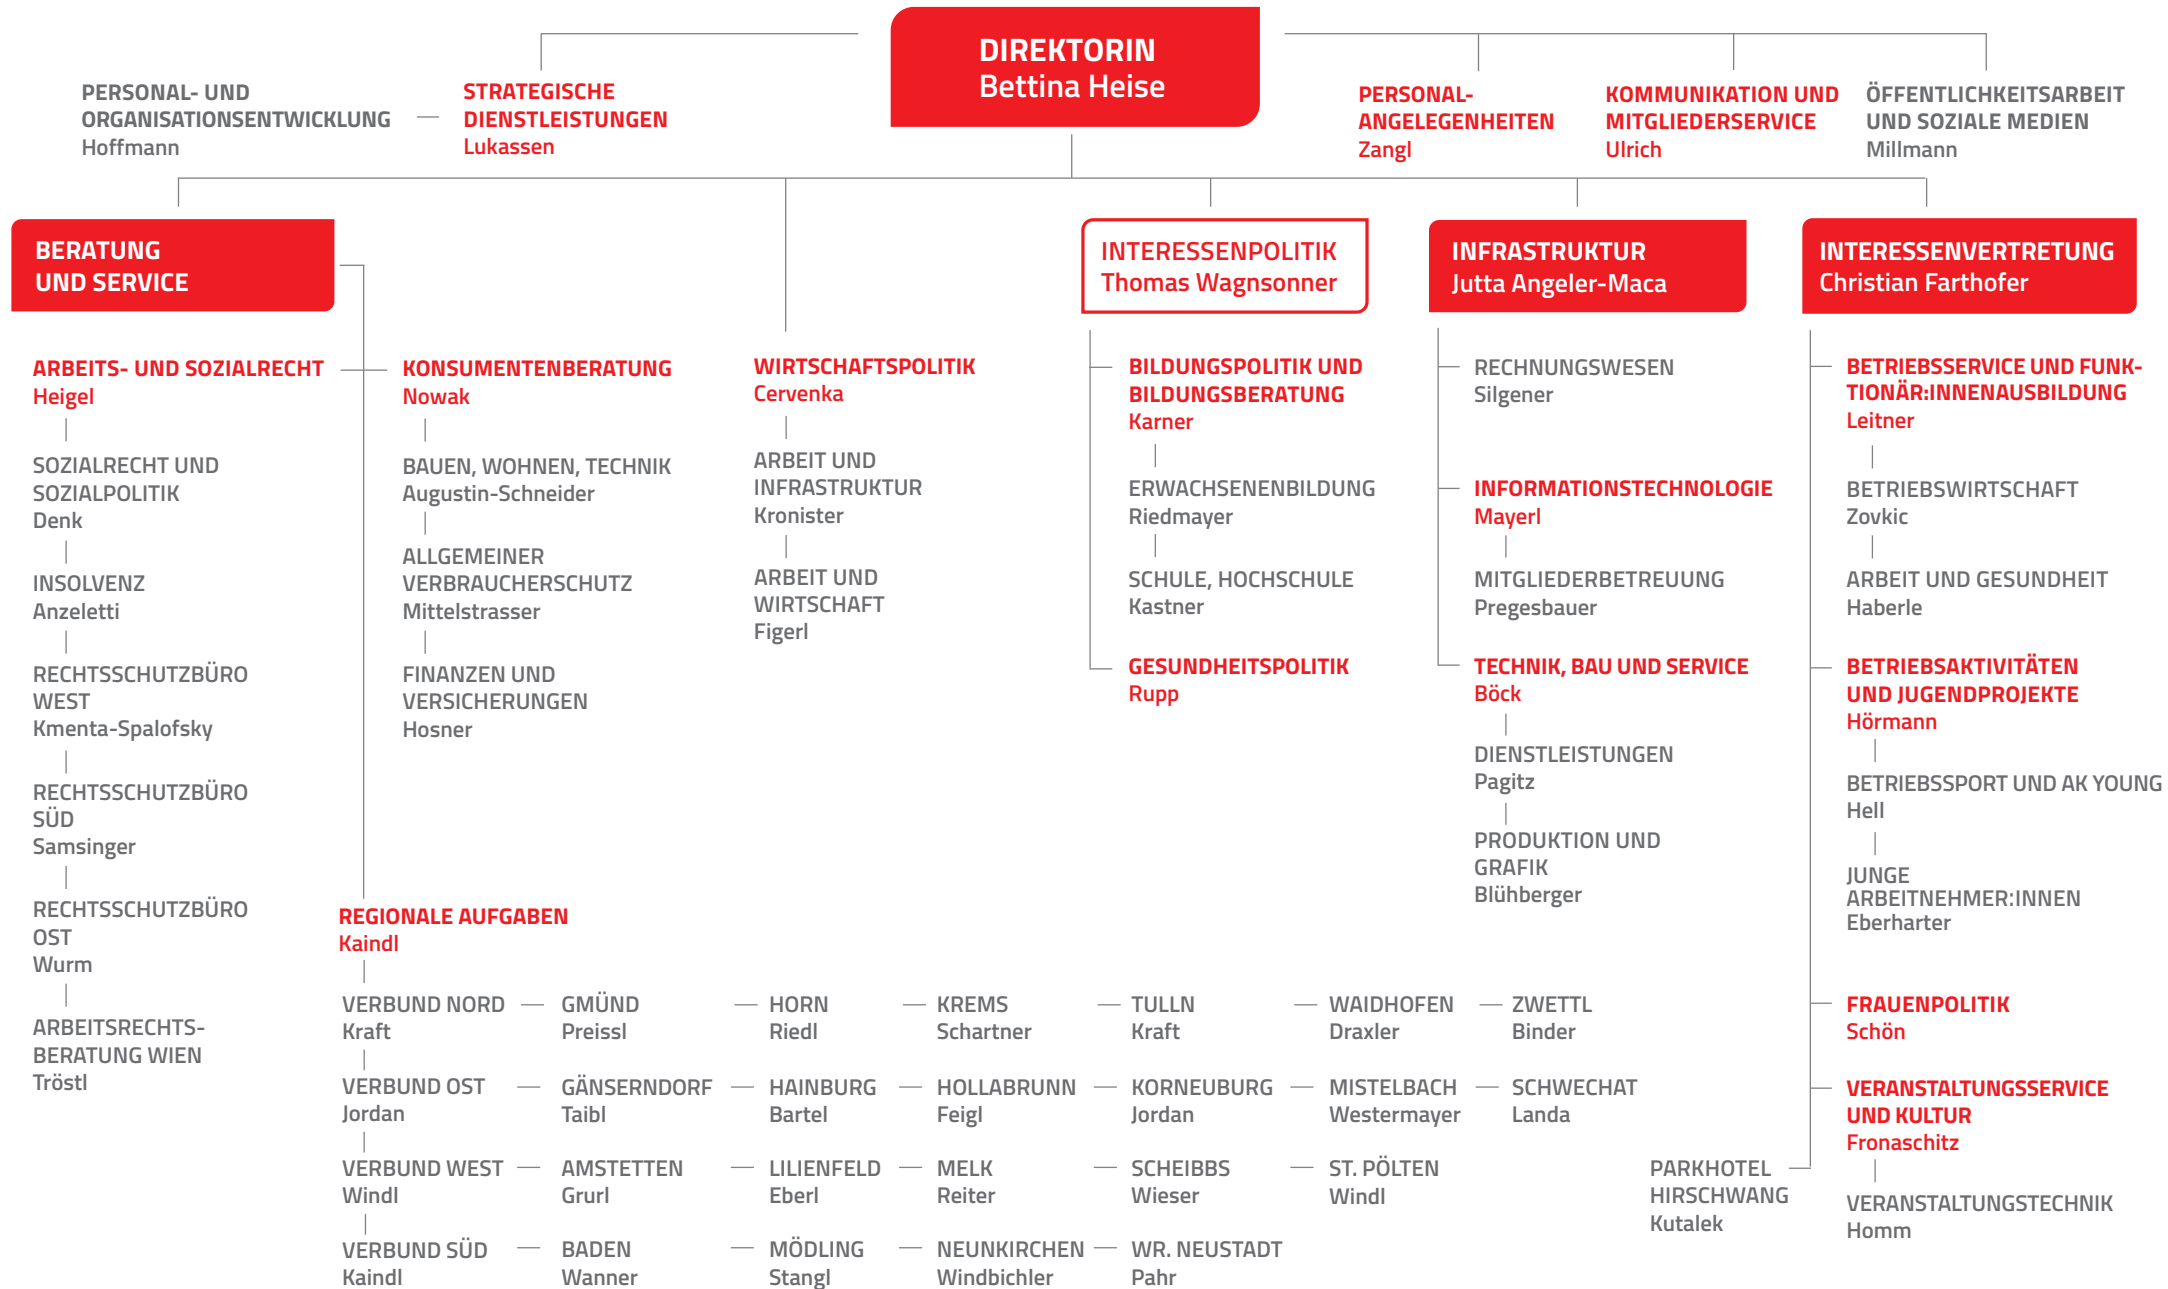 DIREKTORIN
Bettina Heise
PERSONAL- UND
ORGANISATIONSENTWICKLUNG
Hoffmann
STRATEGISCHE
DIENSTLEISTUNGEN
Lukassen
PERSONAL-
ANGELEGENHEITEN
Zangl
KOMMUNIKATION UND
MITGLIEDERSERVICE
Ulrich
ÖFFENTLICHKEITSARBEIT
UND SOZIALE MEDIEN
Millmann
BERATUNG
UND SERVICE
INTERESSENPOLITIK
Thomas Wagnsonner
INFRASTRUKTUR
Jutta Angeler-Maca
INTERESSENVERTRETUNG
Christian Farthofer
ARBEITS- UND SOZIALRECHT
Heigel
SOZIALRECHT UND
SOZIALPOLITIK
Denk
INSOLVENZ
Anzeletti
RECHTSSCHUTZBÜRO
WEST
Kmenta-Spalofsky
RECHTSSCHUTZBÜRO
SÜD
Samsinger
RECHTSSCHUTZBÜRO
OST
Wurm
ARBEITSRECHTS-
BERATUNG WIEN
Tröstl
KONSUMENTENBERATUNG
Nowak
BAUEN, WOHNEN, TECHNIK
Augustin-Schneider
ALLGEMEINER
VERBRAUCHERSCHUTZ
Mittelstrasser
FINANZEN UND
VERSICHERUNGEN
Hosner
WIRTSCHAFTSPOLITIK
Cervenka
ARBEIT UND
INFRASTRUKTUR
Kronister
ARBEIT UND
WIRTSCHAFT
Figerl
BILDUNGSPOLITIK UND
BILDUNGSBERATUNG
Karner
ERWACHSENENBILDUNG
Riedmayer
SCHULE, HOCHSCHULE
Kastner
GESUNDHEITSPOLITIK
Rupp
RECHNUNGSWESEN
Silgener
INFORMATIONSTECHNOLOGIE
Mayerl
MITGLIEDERBETREUUNG
Pregesbauer
TECHNIK, BAU UND SERVICE
Böck
DIENSTLEISTUNGEN
Pagitz
PRODUKTION UND
GRAFIK
Blühberger
BETRIEBSSERVICE UND FUNK-
TIONÄR:INNENAUSBILDUNG
Leitner
BETRIEBSWIRTSCHAFT
Zovkic
ARBEIT UND GESUNDHEIT
Haberle
BETRIEBSAKTIVITÄTEN
UND JUGENDPROJEKTE
Hörmann
BETRIEBSSPORT UND AK YOUNG
Hell
JUNGE
ARBEITNEHMER:INNEN
Eberharter
FRAUENPOLITIK
Schön
VERANSTALTUNGSSERVICE
UND KULTUR
Fronaschitz
VERANSTALTUNGSTECHNIK
Homm
PARKHOTEL
HIRSCHWANG
Kutalek
REGIONALE AUFGABEN
Kaindl
VERBUND NORD
Kraft
GMÜND
Preissl
HORN
Riedl
KREMS
Schartner
TULLN
Kraft
WAIDHOFEN
Draxler
ZWETTL
Binder
VERBUND OST
Jordan
GÄNSERNDORF
Taibl
HAINBURG
Bartel
HOLLABRUNN
Feigl
KORNEUBURG
Jordan
MISTELBACH
Westermayer
SCHWECHAT
Landa
VERBUND WEST
Windl
AMSTETTEN
Grurl
LILIENFELD
Eberl
MELK
Reiter
SCHEIBBS
Wieser
ST. PÖLTEN
Windl
VERBUND SÜD
Kaindl
BADEN
Wanner
MÖDLING
Stangl
NEUNKIRCHEN
Windbichler
WR. NEUSTADT
Pahr